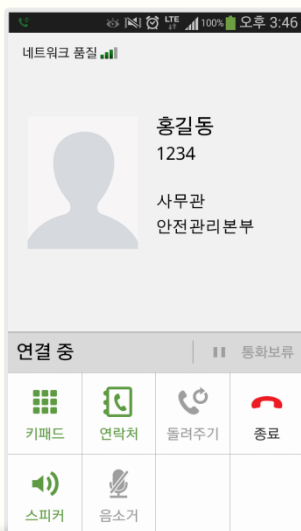 LTE 100% 오후 3:46
네트워크 품질
홍길동
1234
사무관
안전관리본부
연결 중 통화보류
키패드 연락처 돌려주기 종료
스피커 음소거